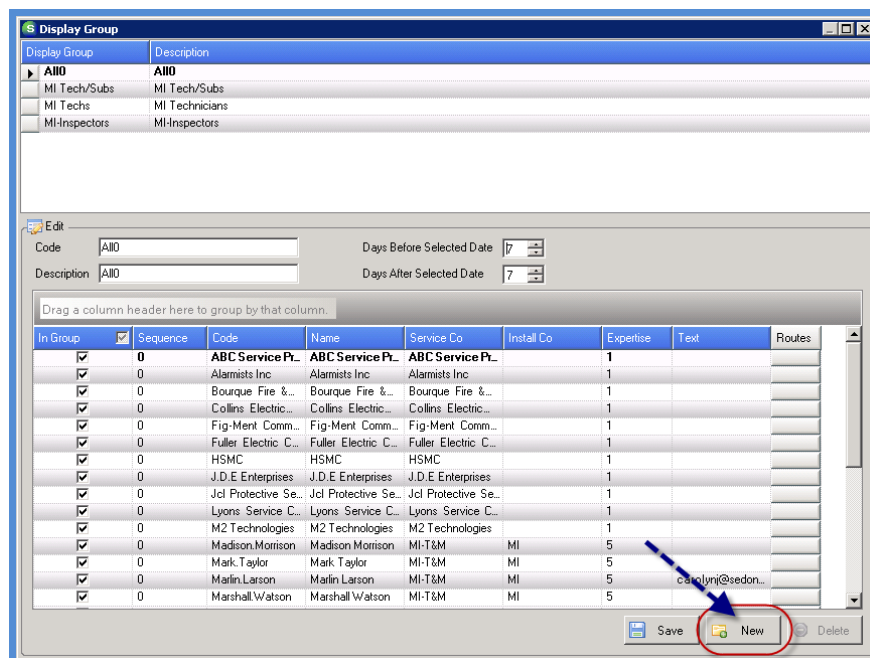 Display Group
Display Group Description
All0 All0
MI Tech/Subs MI Tech/Subs
MI Techs MI Technicians
MI-Inspectors MI-Inspectors
Edit
Code All0 Days Before Selected Date 7
Description All0 Days After Selected Date 7
Drag a column header here to group by that column.
In Group Sequence Code Name Service Co Install Co Expertise Text Routes
0 ABC Service Pr... ABC Service Pr... ABC Service Pr... 1
0 Alarmists Inc Alarmists Inc Alarmists Inc 1
0 Bourque Fire &... Bourque Fire &... Bourque Fire &... 1
0 Collins Electric... Collins Electric... Collins Electric... 1
0 Fig-Ment Comm... Fig-Ment Comm... Fig-Ment Comm... 1
0 Fuller Electric C... Fuller Electric C... Fuller Electric C... 1
0 HSMC HSMC HSMC 1
0 J.D.E Enterprises J.D.E Enterprises J.D.E Enterprises 1
0 Jcl Protective Se... Jcl Protective Se... Jcl Protective Se... 1
0 Lyons Service C... Lyons Service C... Lyons Service C... 1
0 M2 Technologies M2 Technologies M2 Technologies 1
0 Madison.Morrison Madison Morrison MI-T&M MI 5
0 Mark.Taylor Mark Taylor MI-T&M MI 5
0 Marlin.Larson Marlin Larson MI-T&M MI 5 carolynj@sedon...
0 Marshall.Watson Marshall Watson MI-T&M MI 5
Save New Delete